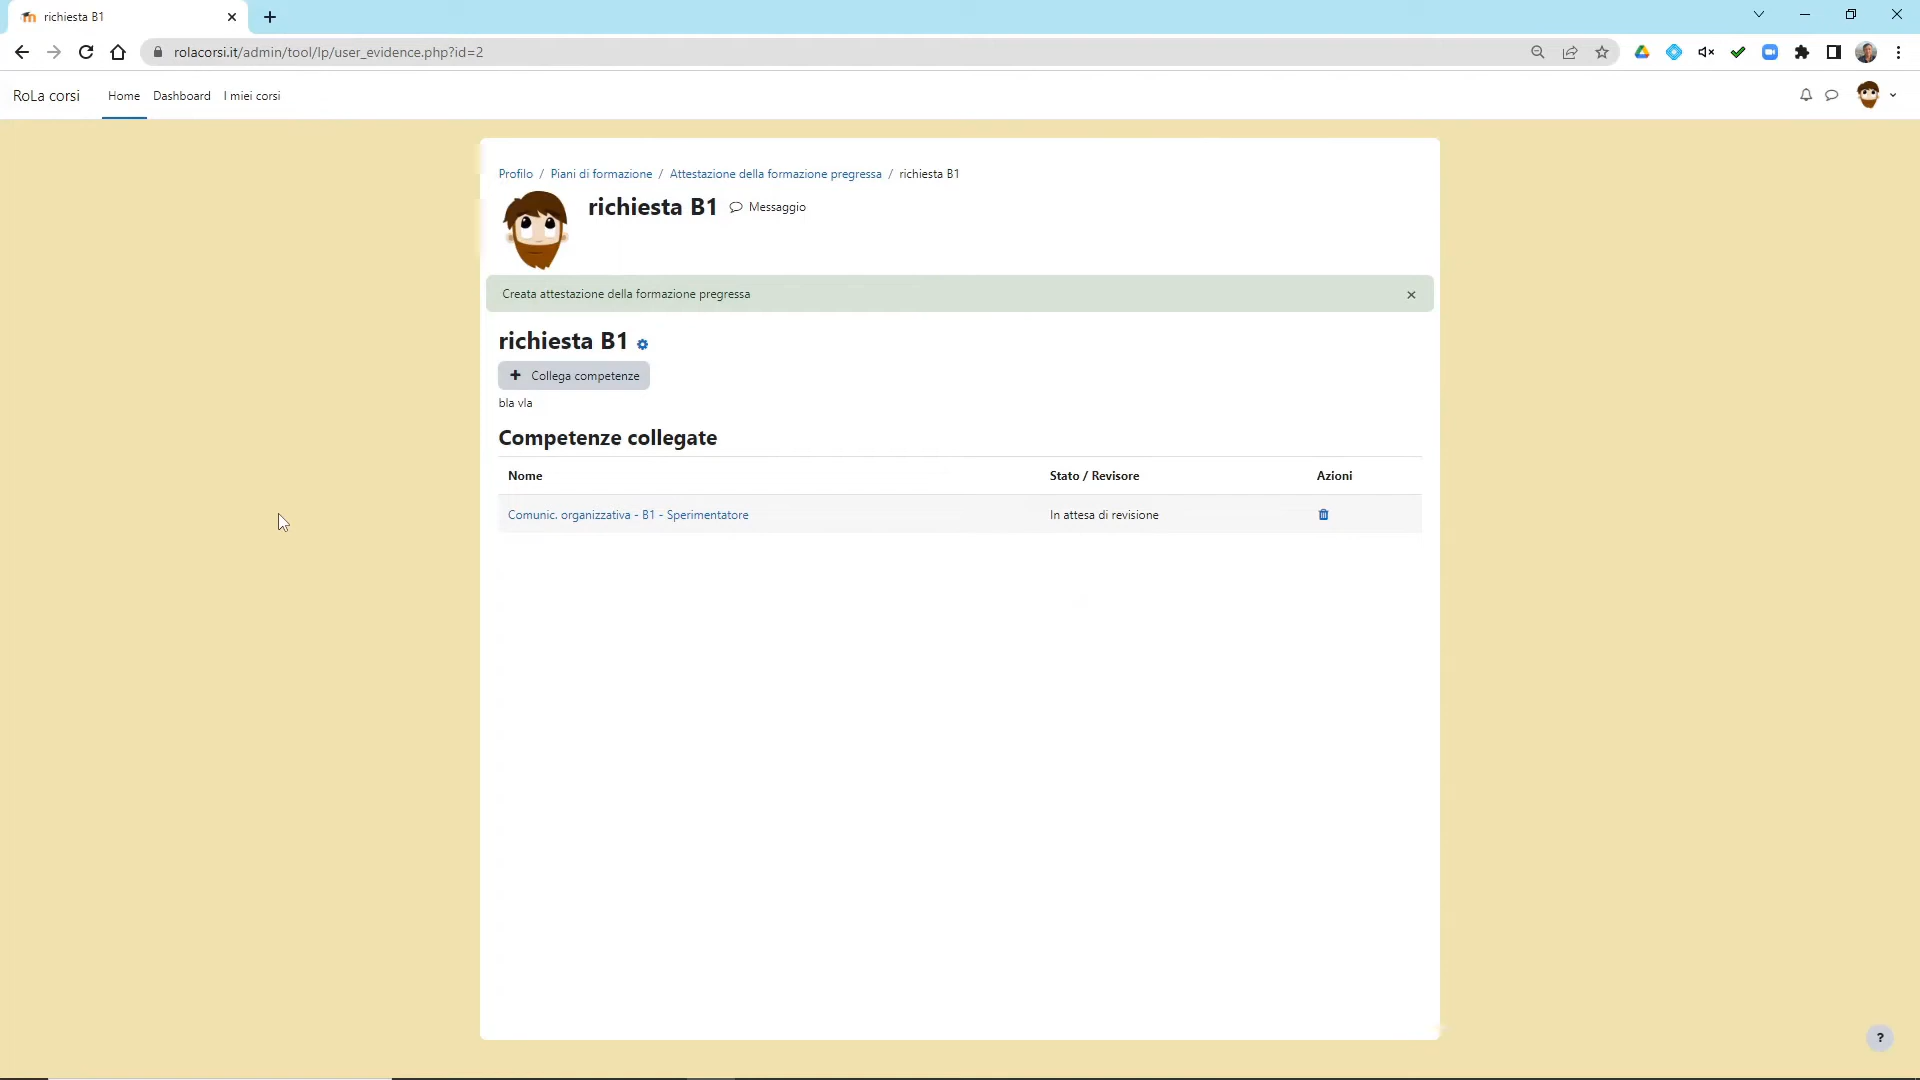 richiesta B1
rolacorsi.it/admin/tool/lp/user_evidence.php?id=2
RoLa corsi Home Dashboard I miei corsi
Profilo / Piani di formazione / Attestazione della formazione pregressa / richiesta B1
richiesta B1 Messaggio
Creata attestazione della formazione pregressa
richiesta B1
Collega competenze
bla vla
Competenze collegate
Nome Stato / Revisore Azioni
Comunic. organizzativa - B1 - Sperimentatore In attesa di revisione
?